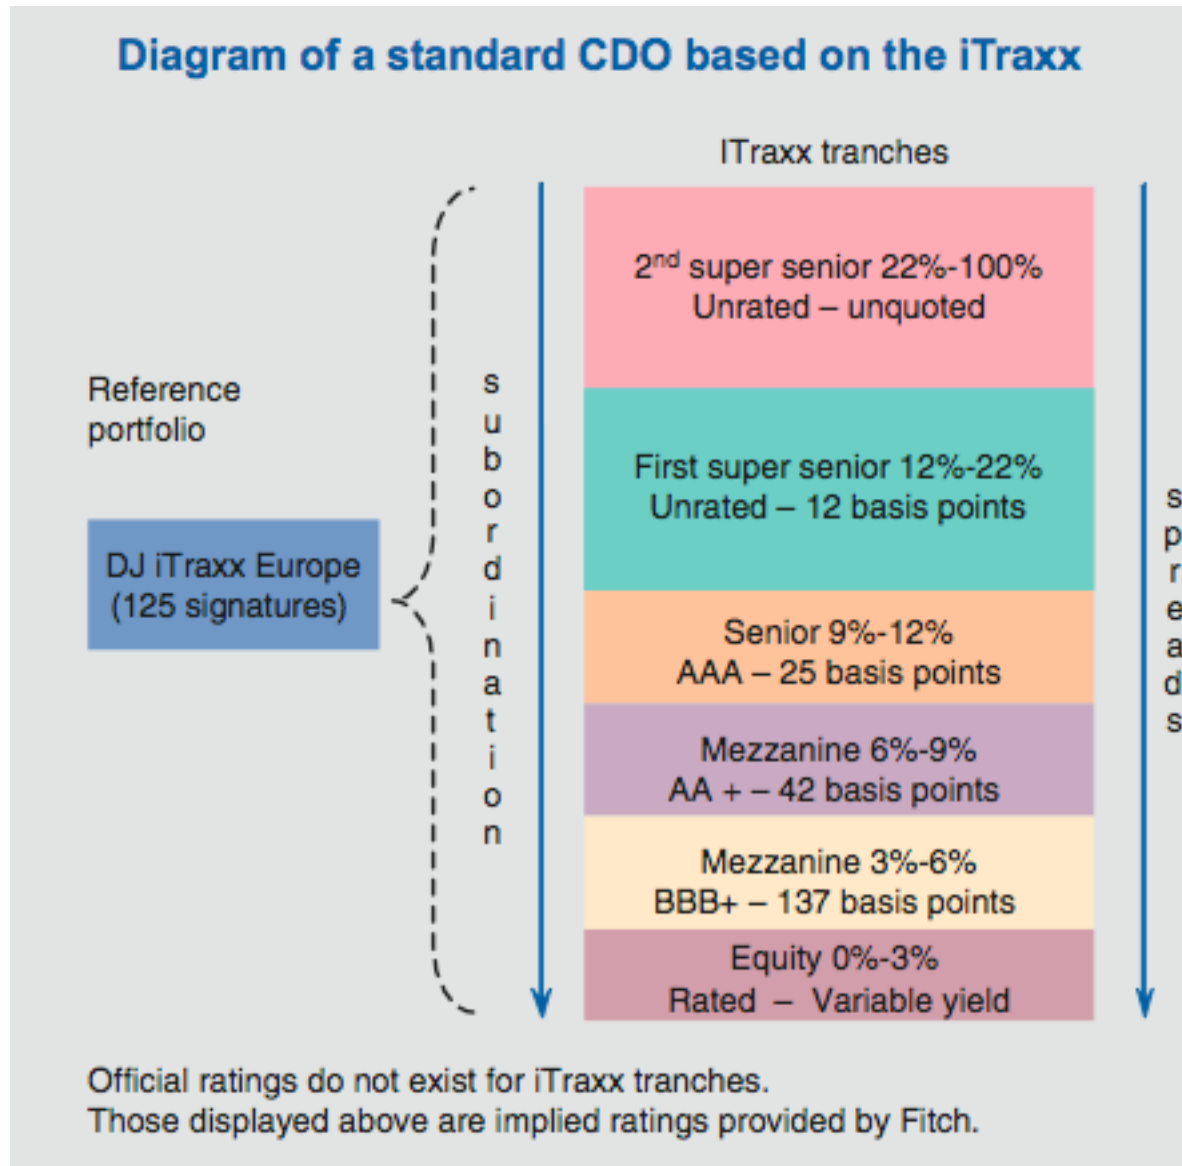 Diagram of a standard CDO based on the iTraxx
ITraxx tranches
Reference
portfolio
DJ iTraxx Europe
(125 signatures)
subordination
2nd super senior 22%-100%
Unrated – unquoted
First super senior 12%-22%
Unrated – 12 basis points
Senior 9%-12%
AAA – 25 basis points
Mezzanine 6%-9%
AA + – 42 basis points
Mezzanine 3%-6%
BBB+ – 137 basis points
Equity 0%-3%
Rated – Variable yield
spreads
Official ratings do not exist for iTraxx tranches.
Those displayed above are implied ratings provided by Fitch.